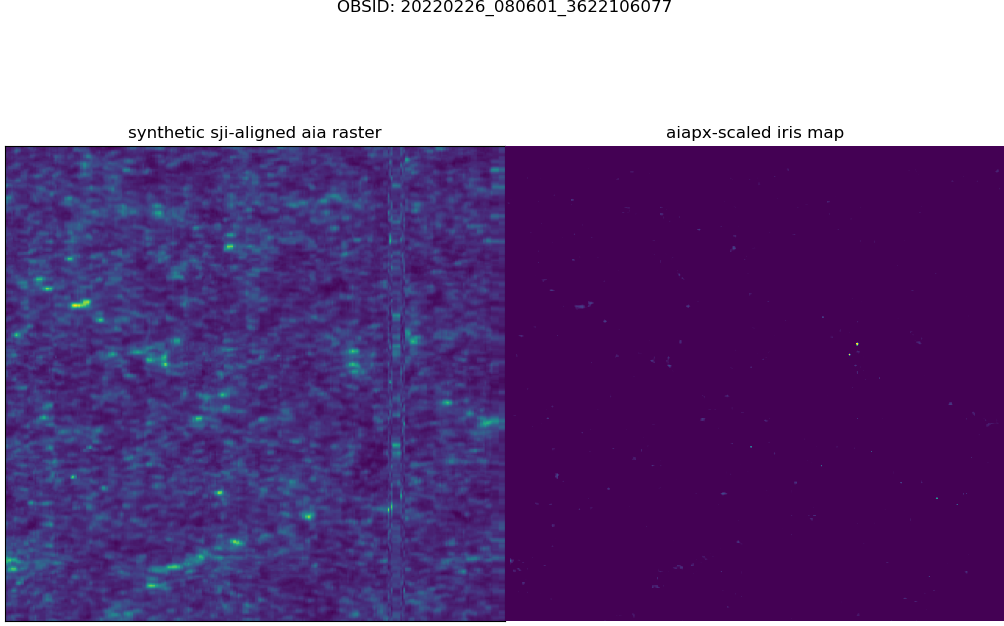 OBSID: 20220226_080601_3622106077
synthetic sji-aligned aia raster
aiapx-scaled iris map